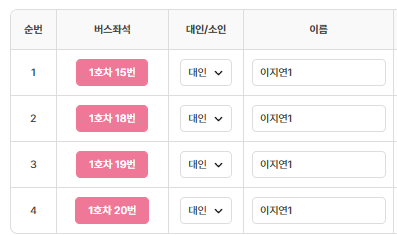 순번 버스좌석 대인/소인 이름
1 1호차 15번 대인 이지연1
2 1호차 18번 대인 이지연1
3 1호차 19번 대인 이지연1
4 1호차 20번 대인 이지연1